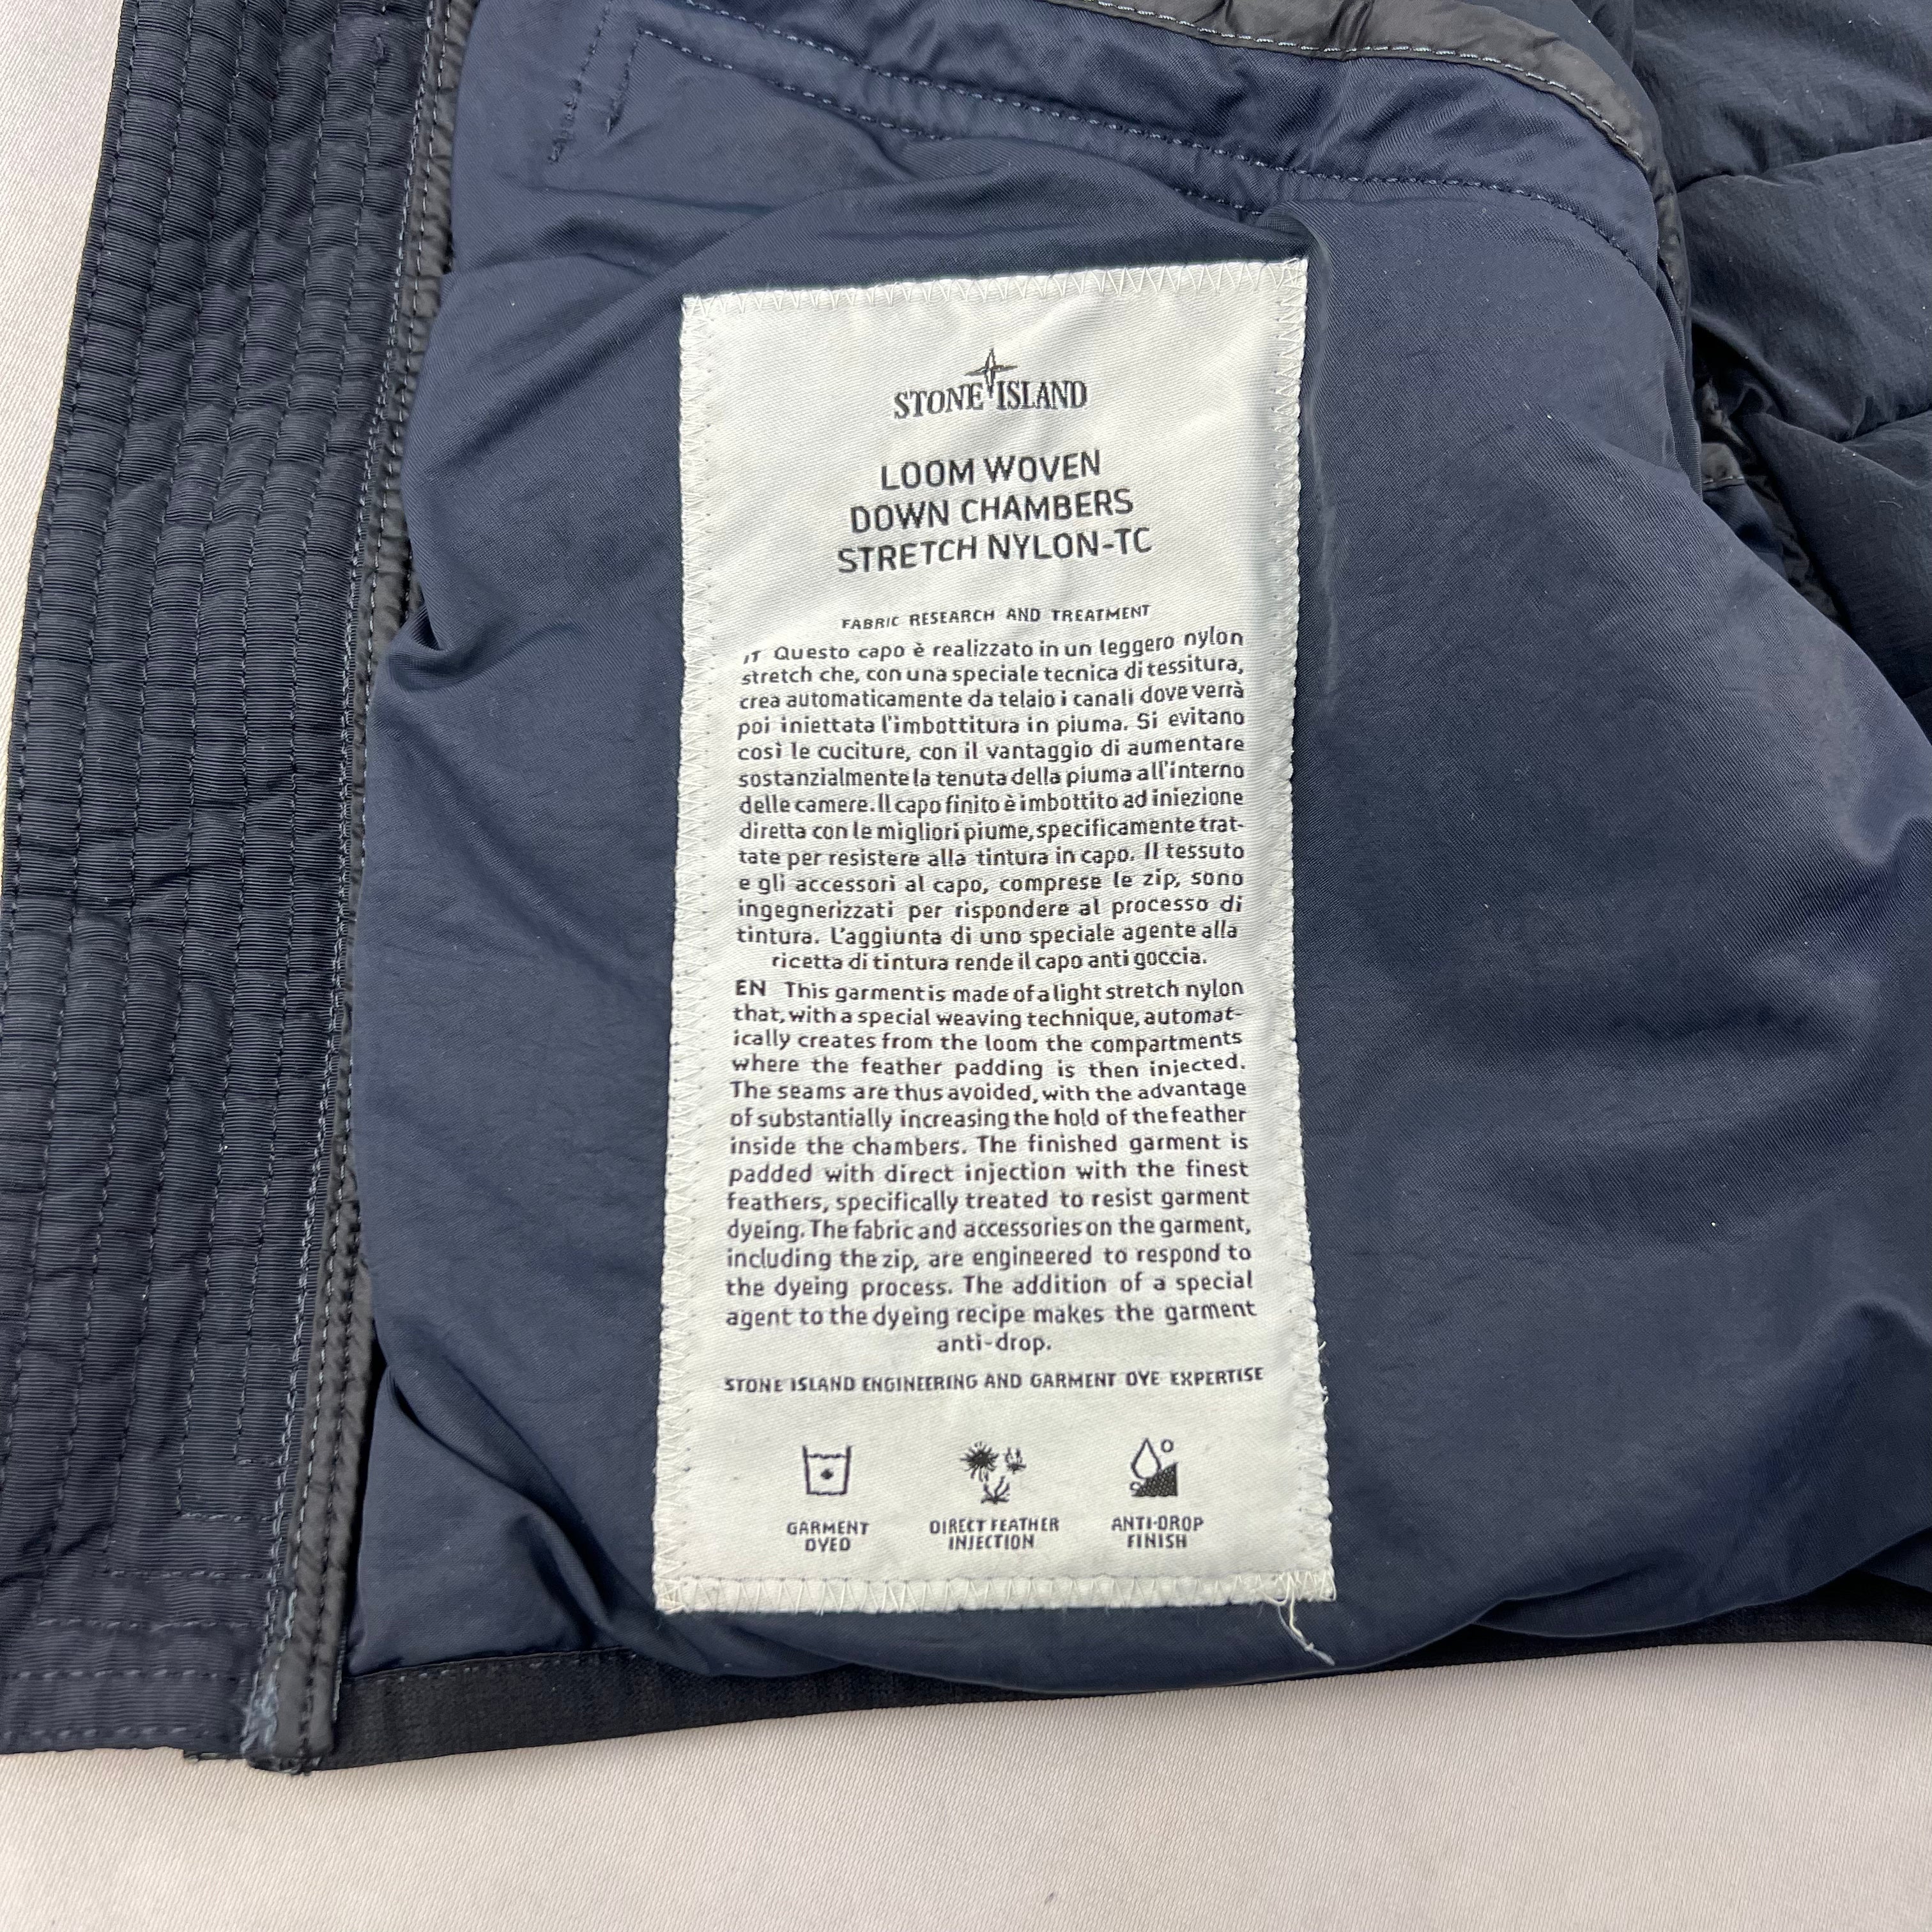 STONE ISLAND
LOOM WOVEN
DOWN CHAMBERS
STRETCH NYLON-TC
FABRIC RESEARCH AND TREATMENT
IT Questo capo è realizzato in un leggero nylon
stretch che, con una speciale tecnica di tessitura,
crea automaticamente da telaio i canali dove verrà
poi iniettata l'imbottitura in piuma. Si evitano
così le cuciture, con il vantaggio di aumentare
sostanzialmente la tenuta della piuma all'interno
delle camere. Il capo finito è imbottito ad iniezione
diretta con le migliori piume, specificamente trat-
tate per resistere alla tintura in capo. Il tessuto
e gli accessori al capo, comprese le zip, sono
ingegnerizzati per rispondere al processo di
tintura. L'aggiunta di uno speciale agente alla
ricetta di tintura rende il capo anti goccia.
EN This garment is made of a light stretch nylon
that, with a special weaving technique, automat-
ically creates from the loom the compartments
where the feather padding is then injected.
The seams are thus avoided, with the advantage
of substantially increasing the hold of the feather
inside the chambers. The finished garment is
padded with direct injection with the finest
feathers, specifically treated to resist garment
dyeing. The fabric and accessories on the garment,
including the zip, are engineered to respond to
the dyeing process. The addition of a special
agent to the dyeing recipe makes the garment
anti-drop.
STONE ISLAND ENGINEERING AND GARMENT DYE EXPERTISE
GARMENT
DYED
DIRECT FEATHER
INJECTION
ANTI-DROP
FINISH